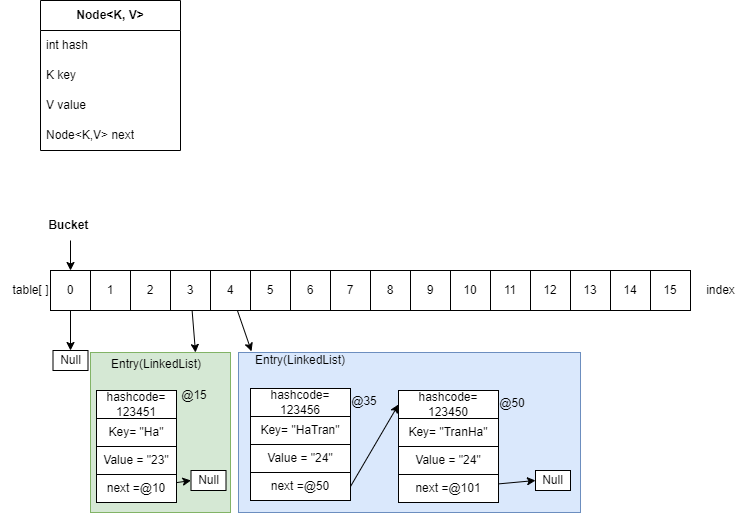 Node<K, V>
int hash
K key
V value
Node<K,V> next
Bucket
table[ ] 0 1 2 3 4 5 6 7 8 9 10 11 12 13 14 15 index
Null
Entry(LinkedList)
hashcode=
123451
@15
Key= "Ha"
Value = "23"
next =@10
Null
Entry(LinkedList)
hashcode=
123456
@35
Key= "HaTran"
Value = "24"
next =@50
hashcode=
123450
@50
Key= "TranHa"
Value = "24"
next =@101
Null